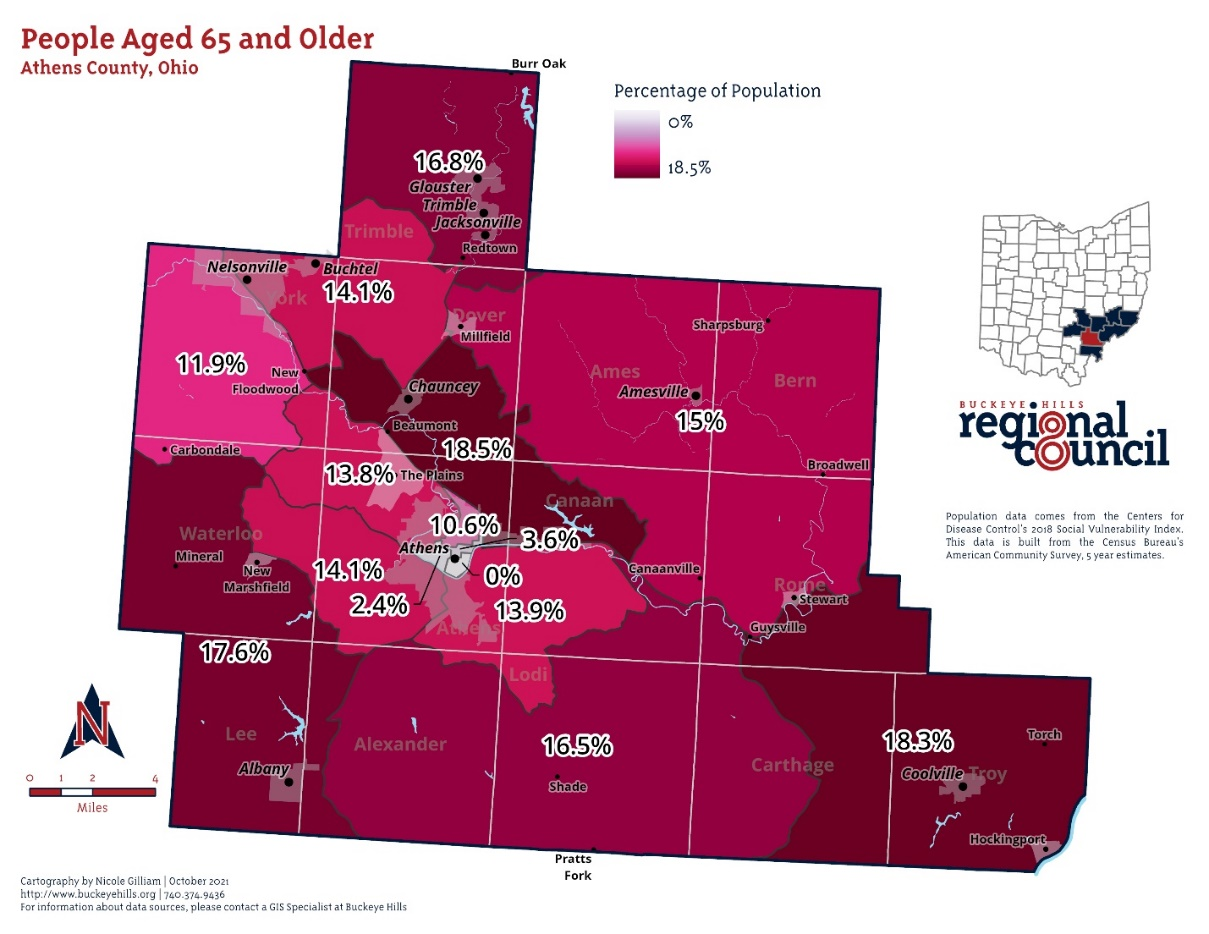 People Aged 65 and Older
Athens County, Ohio
Burr Oak
Percentage of Population
0%
18.5%
16.8%
Glouster
Trimble
Jacksonville
Redtown
Trimble
Nelsonville
Buchtel
14.1%
York
Dover
Millfield
Sharpsburg
11.9%
New
Floodwood
Chauncey
Ames
Amesville
Bern
15%
Beaumont
18.5%
Carbondale
13.8%
The Plains
Broadwell
Canaan
10.6%
3.6%
Waterloo
Mineral
New
Marshfield
Athens
14.1%
0%
2.4%
13.9%
Athens
Canaanville
Rome
Stewart
Guysville
17.6%
Lodi
Lee
Alexander
16.5%
Shade
Carthage
18.3%
Torch
Coolville
Troy
Albany
Hockingport
Pratts
Fork
BUCKEYE HILLS
regional
council
Population data comes from the Centers for
Disease Control's 2018 Social Vulnerability Index.
This data is built from the Census Bureau's
American Community Survey, 5 year estimates.
N
0 1 2 4
Miles
Cartography by Nicole Gilliam | October 2021
http://www.buckeyehills.org | 740.374.9436
For information about data sources, please contact a GIS Specialist at Buckeye Hills